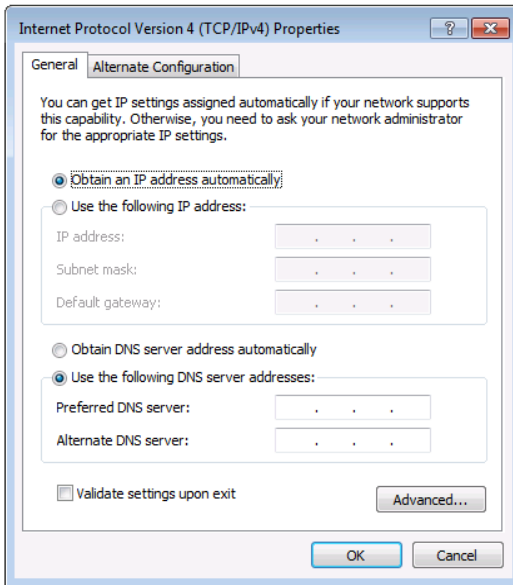 Internet Protocol Version 4 (TCP/IPv4) Properties
General
Alternate Configuration
You can get IP settings assigned automatically if your network supports
this capability. Otherwise, you need to ask your network administrator
for the appropriate IP settings.
Obtain an IP address automatically
Use the following IP address:
IP address:
Subnet mask:
Default gateway:
Obtain DNS server address automatically
Use the following DNS server addresses:
Preferred DNS server:
Alternate DNS server:
Validate settings upon exit
Advanced...
OK
Cancel